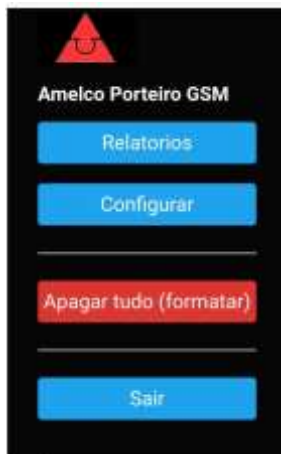 Amelco Porteiro GSM
Relatorios
Configurar
Apagar tudo (formatar)
Sair